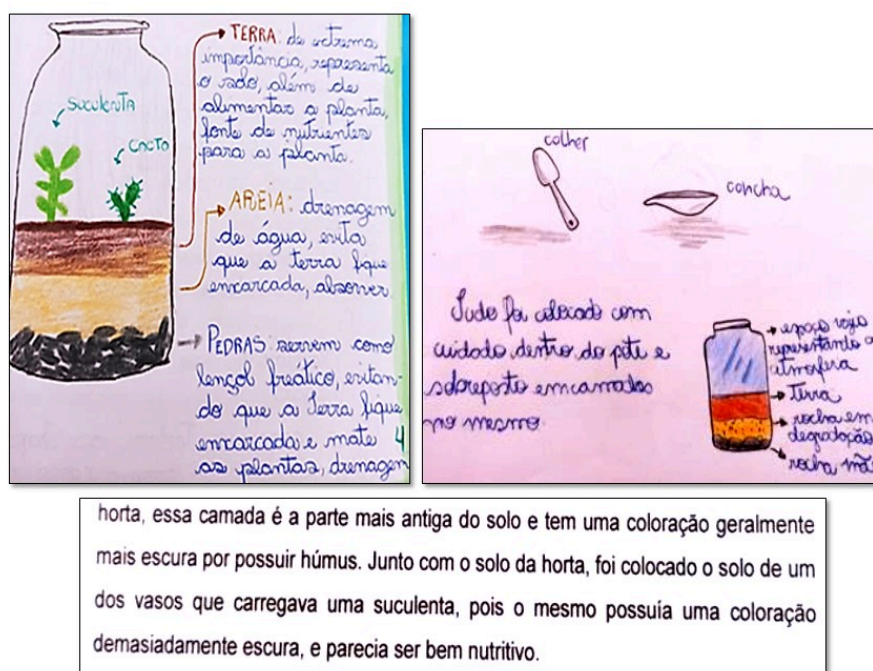 SUCULENTA
CACTO
TERRA: de extrema
importância, representa
o solo, além de
alimentar a planta,
fonte de nutrientes
para a planta.
AREIA: drenagem
de água, evita
que a terra fique
encarcada, absorver.
PEDRAS: servem como
lençol freático, evitan-
do que a Terra fique
encarcada e mate
as plantas, drenagem
4
colher
concha
Tudo foi colocado com
cuidado dentro do pote e
sobreposto em camadas
no mesmo.
espaço vazio
representando a
atmosfera
Terra
rocha em
degradação
rocha mã
horta, essa camada é a parte mais antiga do solo e tem uma coloração geralmente
mais escura por possuir húmus. Junto com o solo da horta, foi colocado o solo de um
dos vasos que carregava uma suculenta, pois o mesmo possuía uma coloração
demasiadamente escura, e parecia ser bem nutritivo.